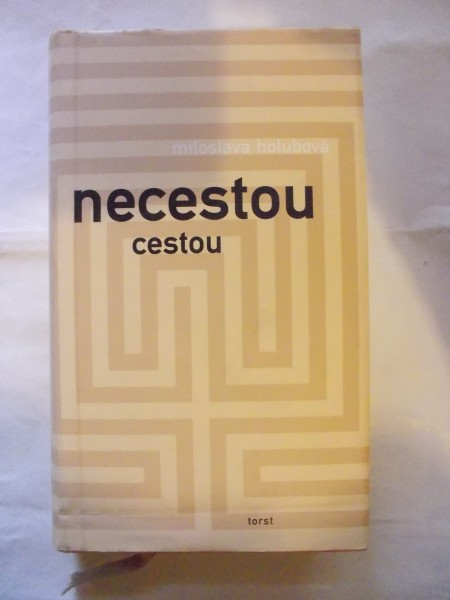 miloslava holubová
necestou
cestou
torst